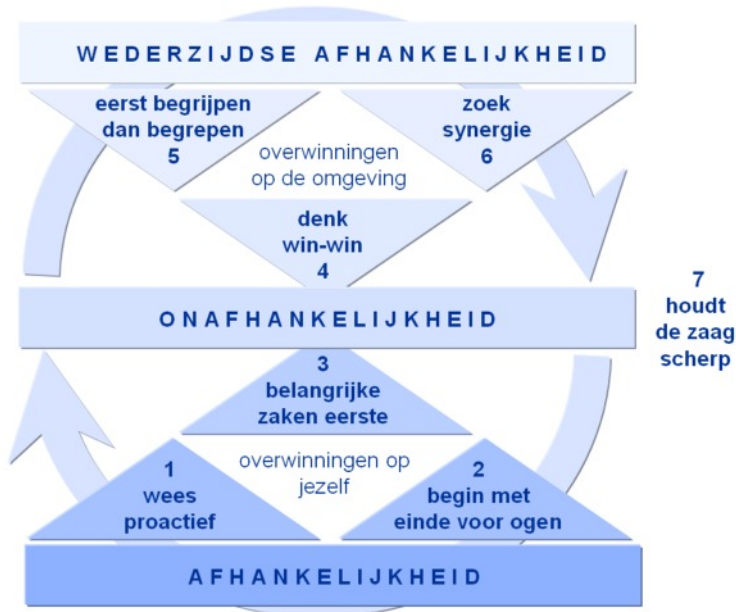 WEDERZIJDSE AFHANKELIJKHEID
eerst begrijpen
dan begrepen
5
zoek
synergie
6
overwinningen
op de omgeving
denk
win-win
4
ONAFHANKELIJKHEID
7
houdt
de zaag
scherp
3
belangrijke
zaken eerste
1
wees
proactief
overwinningen op
jezelf
2
begin met
einde voor ogen
AFHANKELIJKHEID